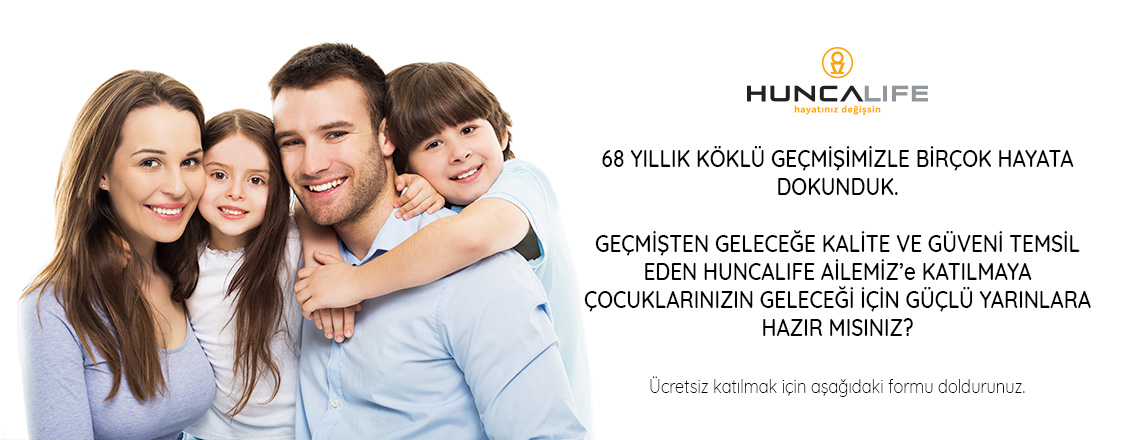 HUNCALIFE
hayatınız değişsin
68 YILLIK KÖKLÜ GEÇMİŞİMİZLE BİRÇOK HAYATA
DOKUNDUK.
GEÇMİŞTEN GELECEĞE KALİTE VE GÜVENİ TEMSİL
EDEN HUNCALIFE AİLEMİZ’e KATILMAYA
ÇOCUKLARINIZIN GELECEĞİ İÇİN GÜÇLÜ YARINLARA
HAZIR MISINIZ?
Ücretsiz katılmak için aşağıdaki formu doldurunuz.